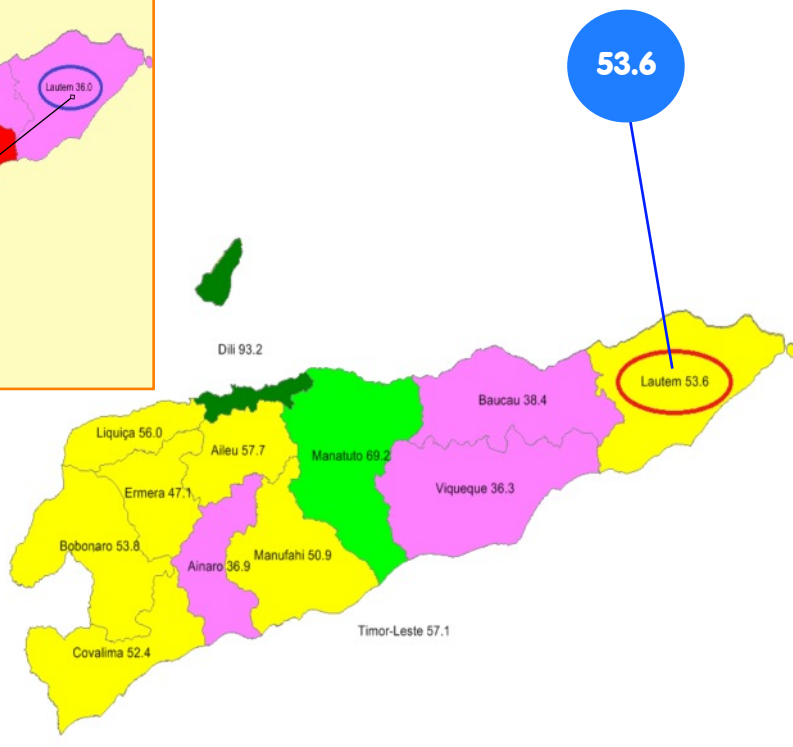 53.6
Lautem 36.0
Dili 93.2
Lautem 53.6
Baucau 38.4
Liquiça 56.0
Aileu 57.7
Manatuto 69.2
Viqueque 36.3
Ermera 47.1
Bobonaro 53.8
Manufahi 50.9
Ainaro 36.9
Timor-Leste 57.1
Covalima 52.4